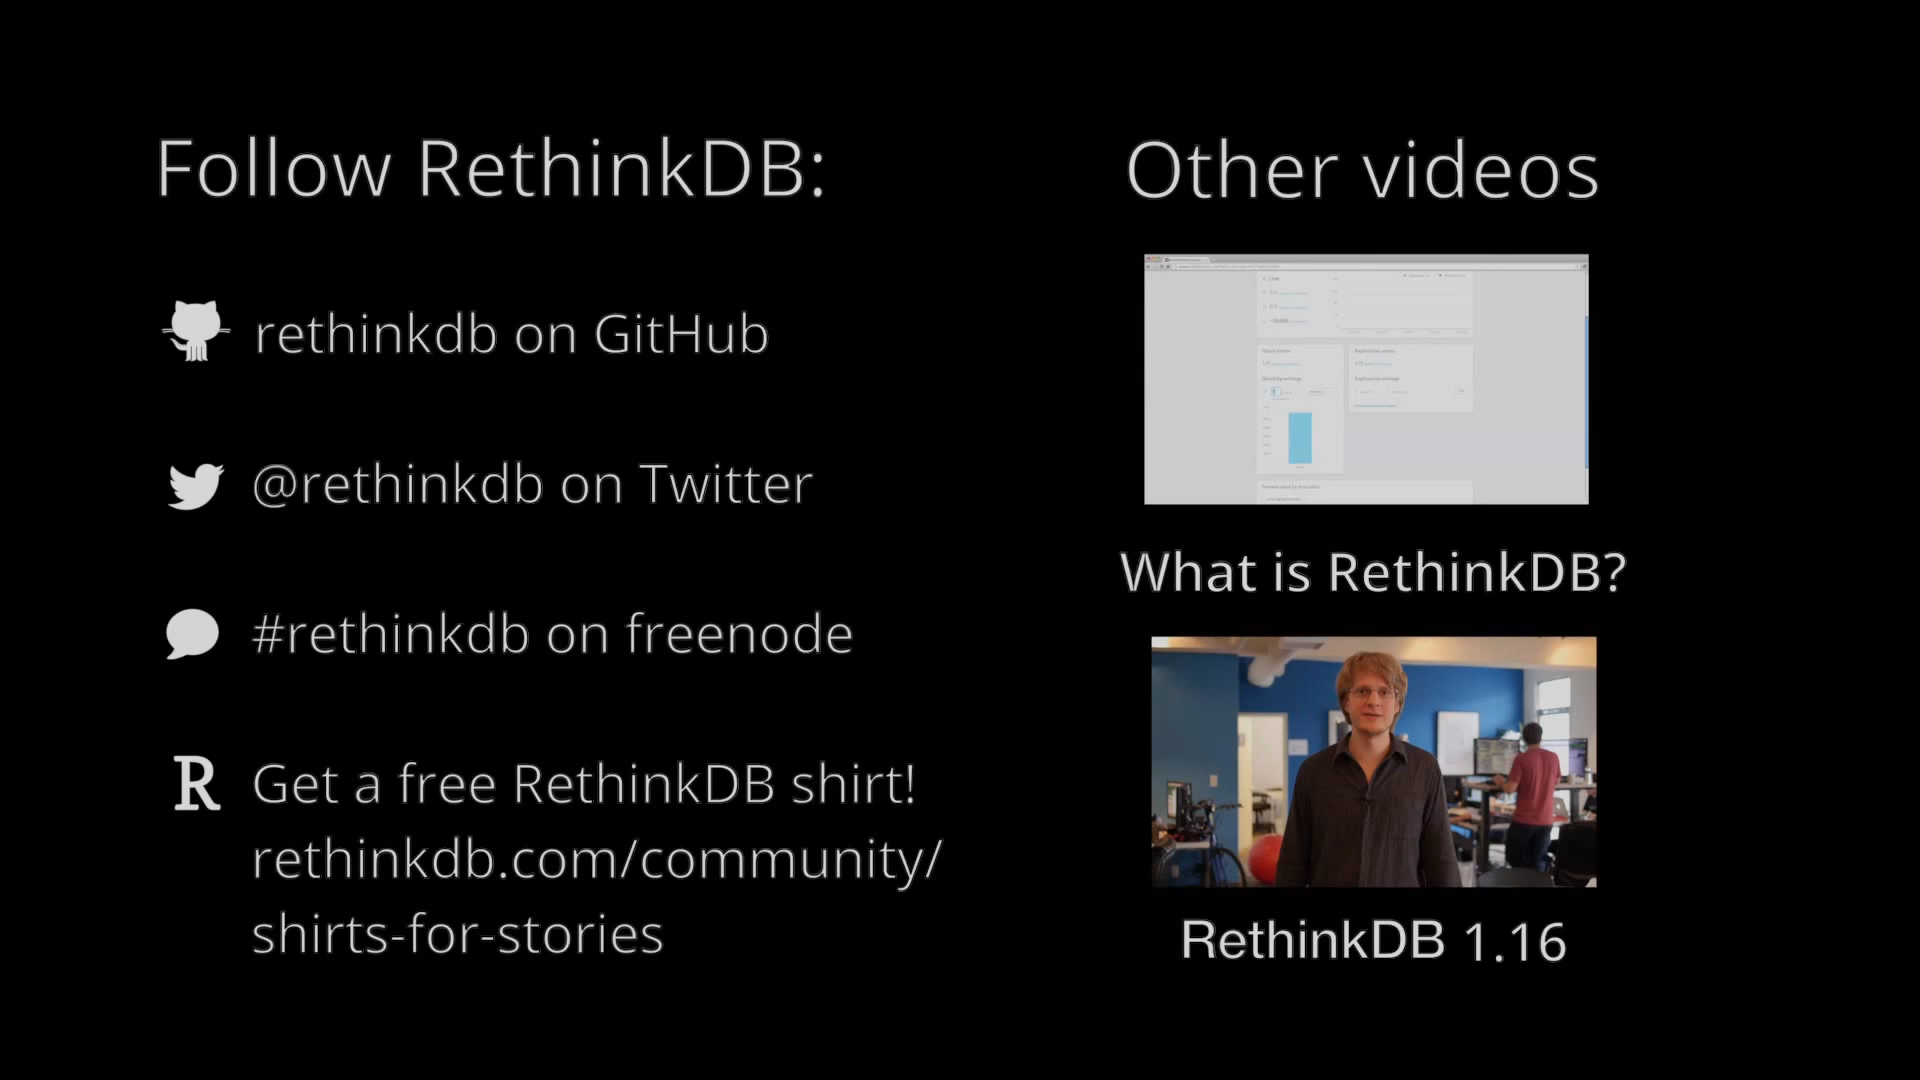 Follow RethinkDB:
rethinkdb on GitHub
@rethinkdb on Twitter
#rethinkdb on freenode
R Get a free RethinkDB shirt!
rethinkdb.com/community/
shirts-for-stories
Other videos
What is RethinkDB?
RethinkDB 1.16